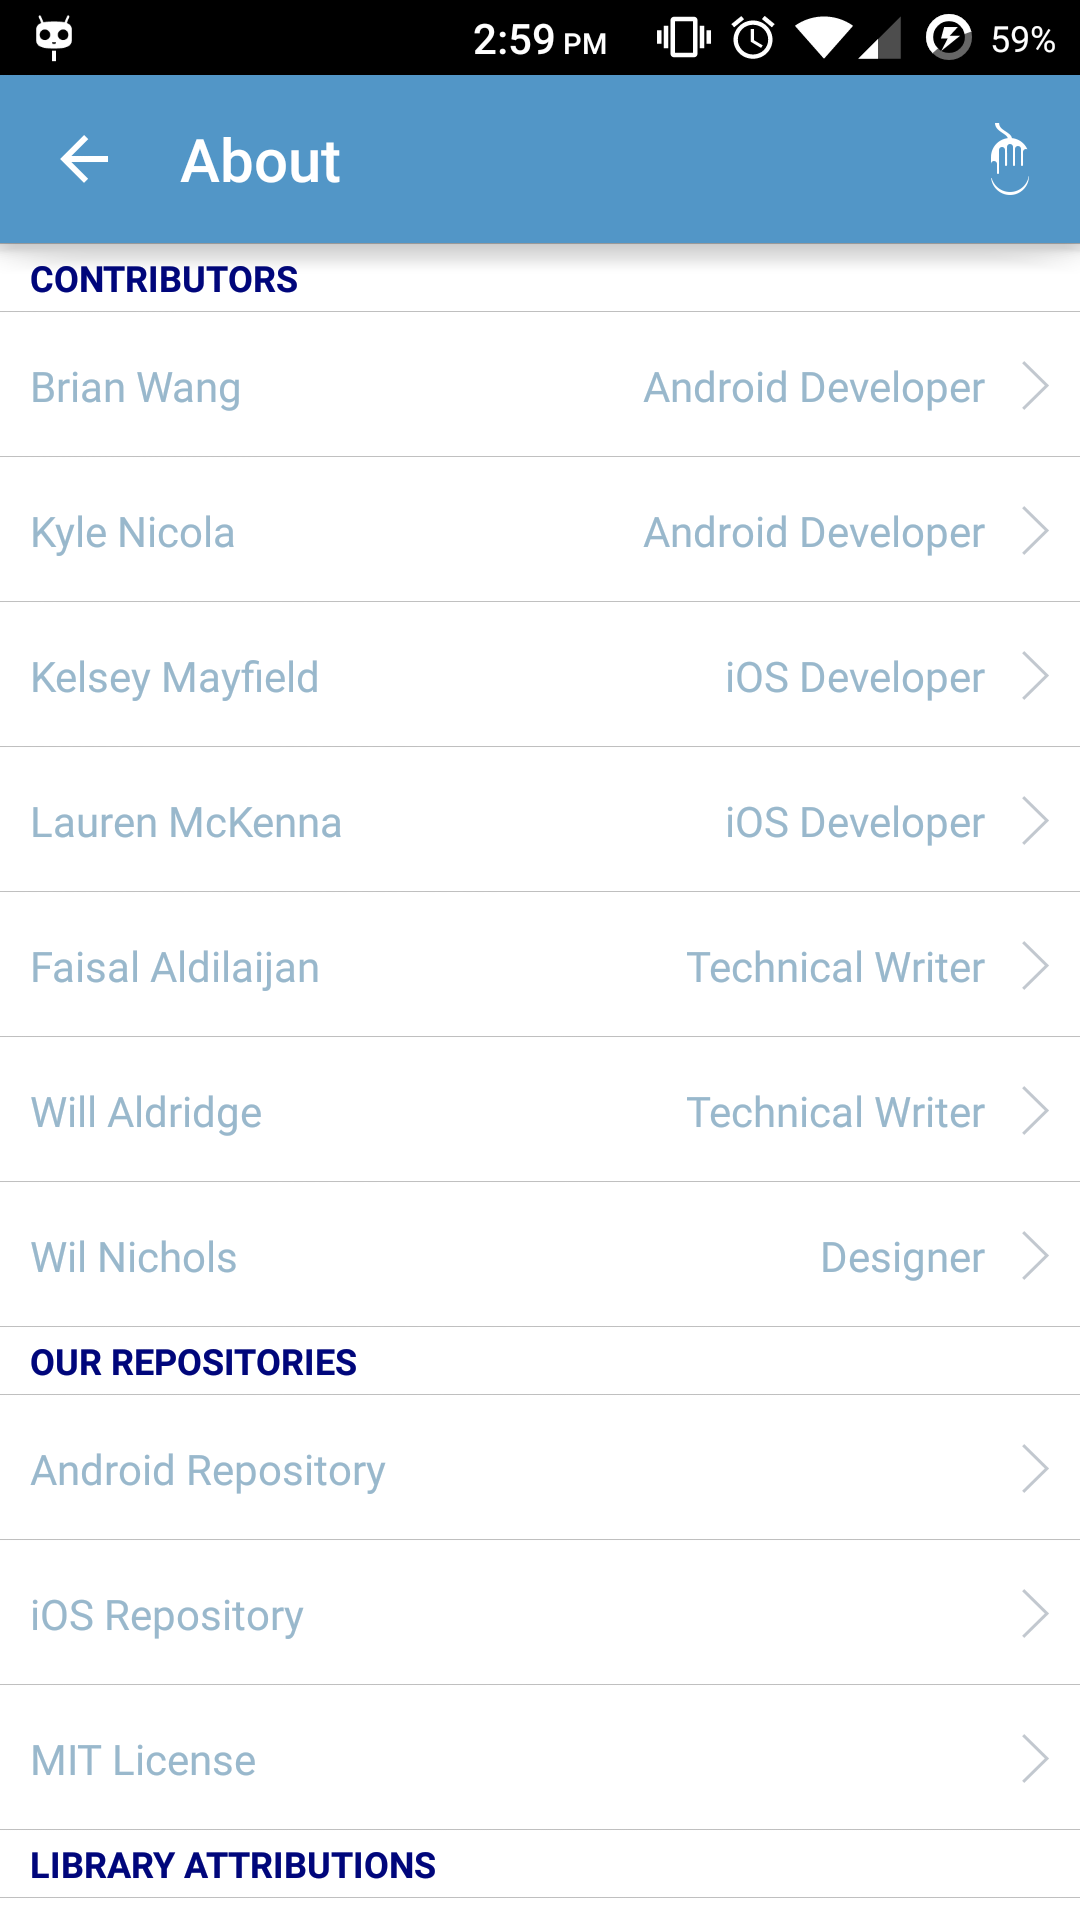 2:59 PM 59%
About
CONTRIBUTORS
Brian Wang Android Developer
Kyle Nicola Android Developer
Kelsey Mayfield iOS Developer
Lauren McKenna iOS Developer
Faisal Aldilaijan Technical Writer
Will Aldridge Technical Writer
Wil Nichols Designer
OUR REPOSITORIES
Android Repository
iOS Repository
MIT License
LIBRARY ATTRIBUTIONS